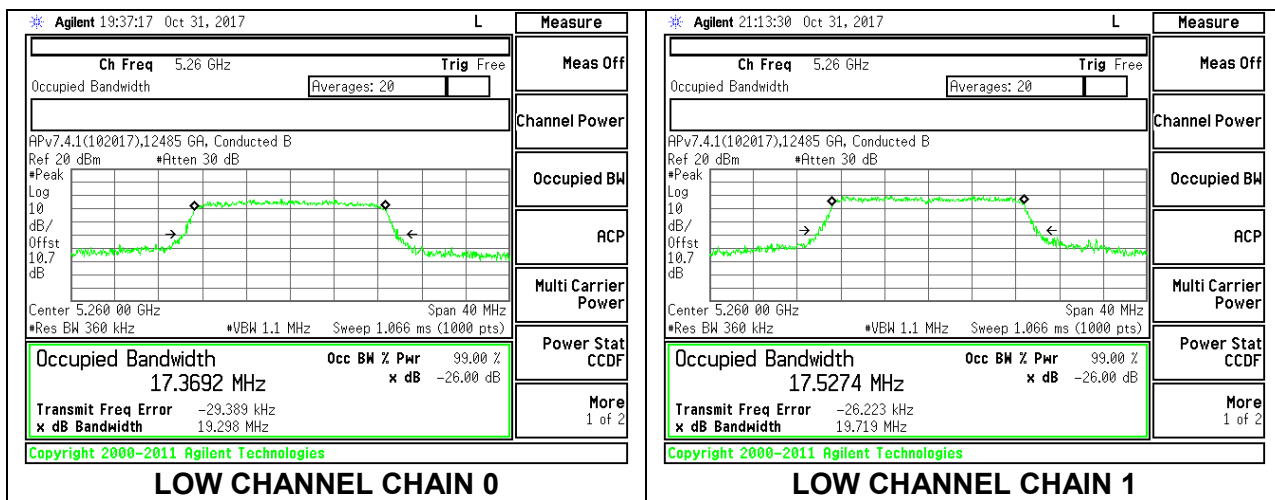 Agilent 19:37:17 Oct 31, 2017 L Measure
Ch Freq 5.26 GHz Trig Free
Occupied Bandwidth Averages: 20
APv7.4.1(102017),12485 GA, Conducted B
Ref 20 dBm #Atten 30 dB
#Peak
Log
10
dB/
Offst
10.7
dB
Center 5.260 00 GHz Span 40 MHz
#Res BW 360 kHz #VBW 1.1 MHz Sweep 1.066 ms (1000 pts)
Occupied Bandwidth Occ BW % Pwr 99.00 %
17.3692 MHz x dB -26.00 dB
Transmit Freq Error -29.389 kHz
x dB Bandwidth 19.298 MHz
Copyright 2000-2011 Agilent Technologies
Meas Off
Channel Power
Occupied BW
ACP
Multi Carrier
Power
Power Stat
CCDF
More
1 of 2
LOW CHANNEL CHAIN 0
Agilent 21:13:30 Oct 31, 2017 L Measure
Ch Freq 5.26 GHz Trig Free
Occupied Bandwidth Averages: 20
APv7.4.1(102017),12485 GA, Conducted B
Ref 20 dBm #Atten 30 dB
#Peak
Log
10
dB/
Offst
10.7
dB
Center 5.260 00 GHz Span 40 MHz
#Res BW 360 kHz #VBW 1.1 MHz Sweep 1.066 ms (1000 pts)
Occupied Bandwidth Occ BW % Pwr 99.00 %
17.5274 MHz x dB -26.00 dB
Transmit Freq Error -26.223 kHz
x dB Bandwidth 19.719 MHz
Copyright 2000-2011 Agilent Technologies
Meas Off
Channel Power
Occupied BW
ACP
Multi Carrier
Power
Power Stat
CCDF
More
1 of 2
LOW CHANNEL CHAIN 1